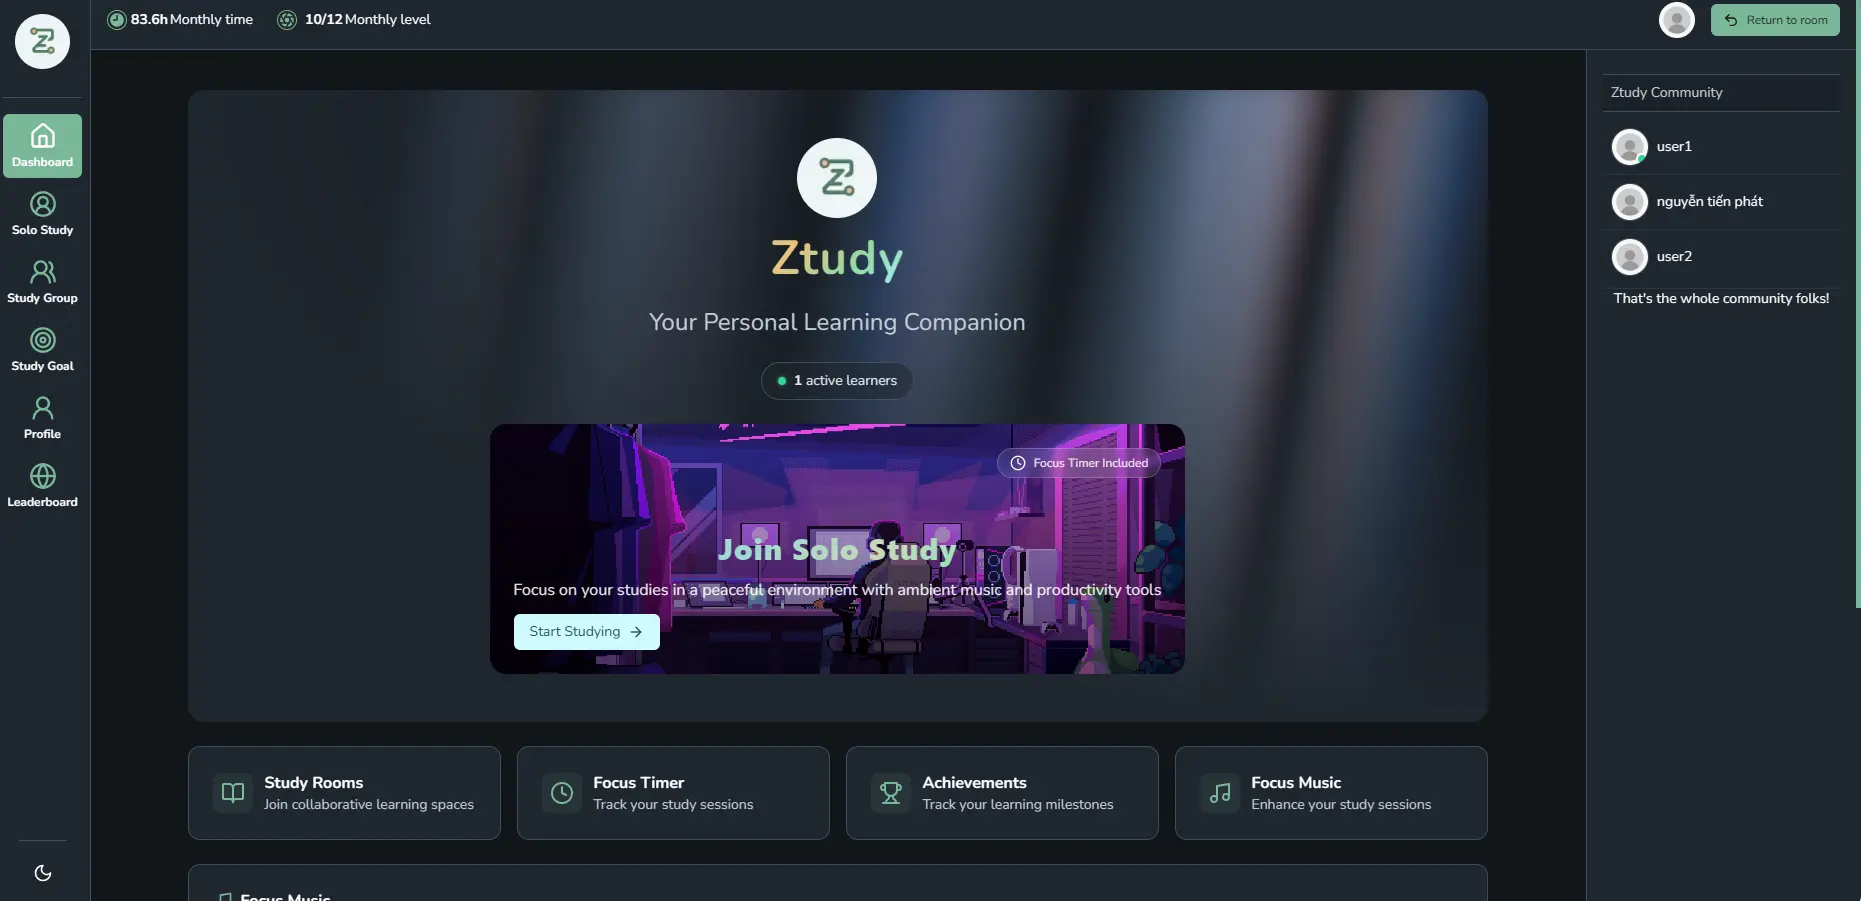 83.6h Monthly time
10/12 Monthly level
Return to room
Dashboard
Solo Study
Study Group
Study Goal
Profile
Leaderboard
Ztudy
Your Personal Learning Companion
1 active learners
Focus Timer Included
Join Solo Study
Focus on your studies in a peaceful environment with ambient music and productivity tools
Start Studying
Study Rooms
Join collaborative learning spaces
Focus Timer
Track your study sessions
Achievements
Track your learning milestones
Focus Music
Enhance your study sessions
Focus Music
Ztudy Community
user1
nguyễn tiến phát
user2
That's the whole community folks!